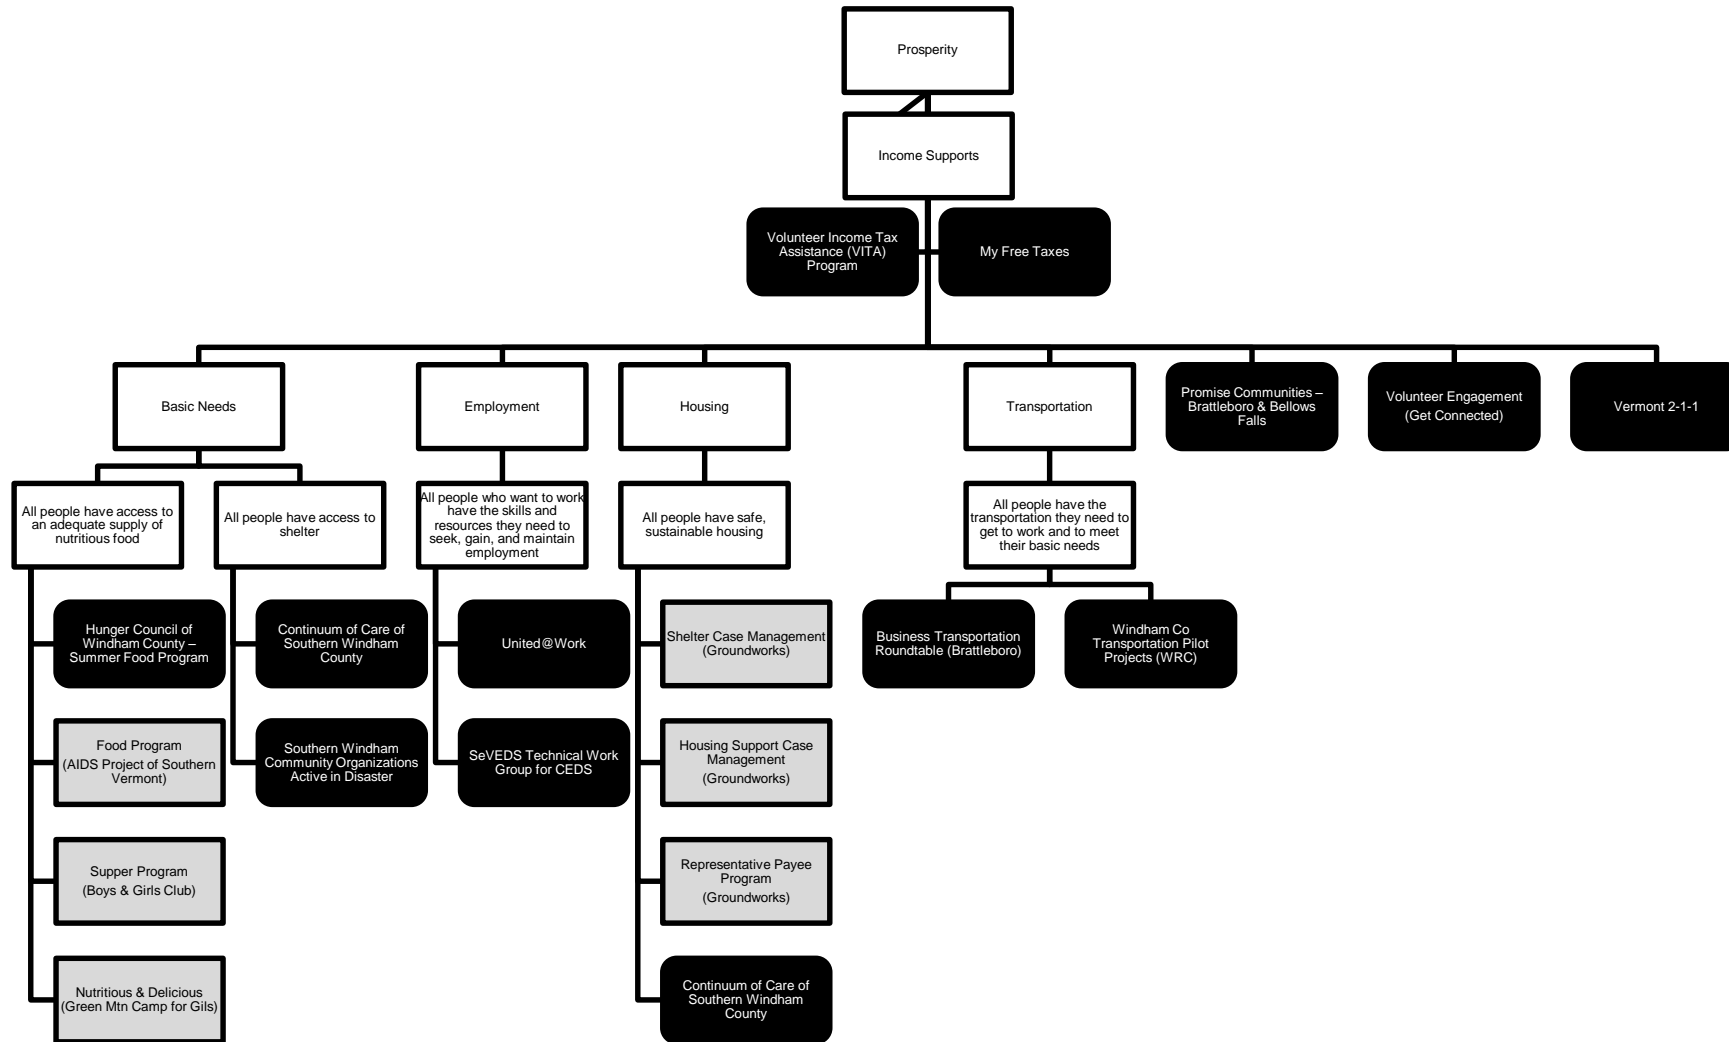 Prosperity
Income Supports
Volunteer Income Tax
Assistance (VITA)
Program
My Free Taxes
Basic Needs
Employment
Housing
Transportation
Promise Communities –
Brattleboro & Bellows
Falls
Volunteer Engagement
(Get Connected)
Vermont 2-1-1
All people have access to
an adequate supply of
nutritious food
All people have access to
shelter
All people who want to work
have the skills and
resources they need to
seek, gain, and maintain
employment
All people have safe,
sustainable housing
All people have the
transportation they need to
get to work and to meet
their basic needs
Hunger Council of
Windham County –
Summer Food Program
Continuum of Care of
Southern Windham
County
United@Work
Shelter Case Management
(Groundworks)
Business Transportation
Roundtable (Brattleboro)
Windham Co
Transportation Pilot
Projects (WRC)
Food Program
(AIDS Project of Southern
Vermont)
Southern Windham
Community Organizations
Active in Disaster
SeVEDS Technical Work
Group for CEDS
Housing Support Case
Management
(Groundworks)
Supper Program
(Boys & Girls Club)
Representative Payee
Program
(Groundworks)
Nutritious & Delicious
(Green Mtn Camp for Gils)
Continuum of Care of
Southern Windham
County